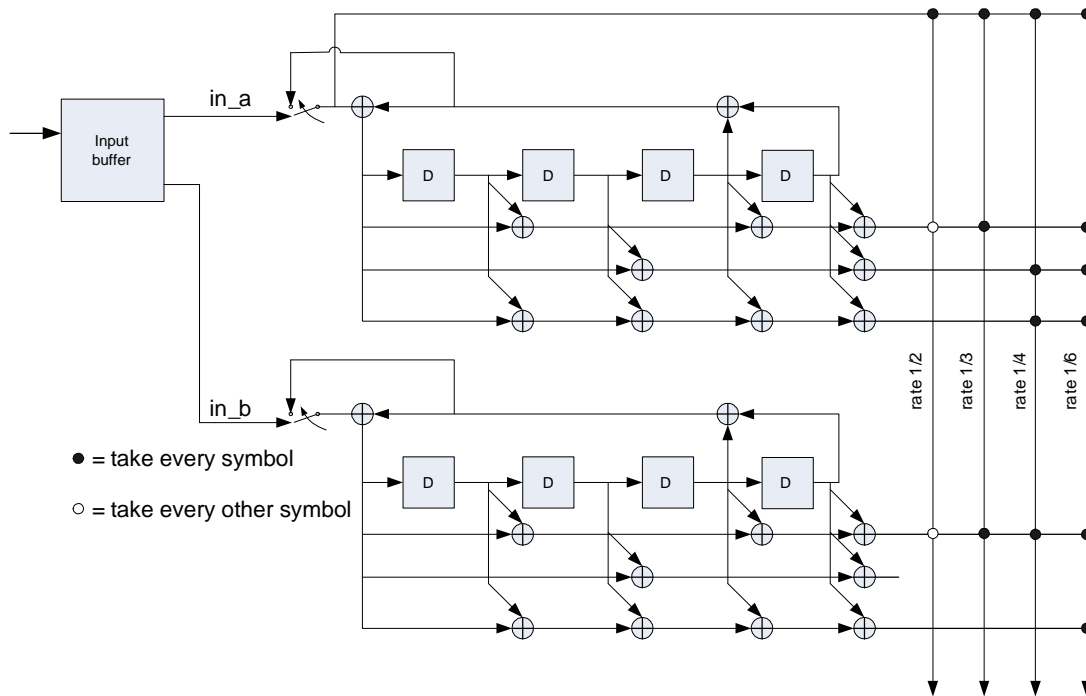 in_a
Input
buffer
D
D
D
D
rate 1/2
rate 1/3
rate 1/4
rate 1/6
in_b
● = take every symbol
○ = take every other symbol
D
D
D
D